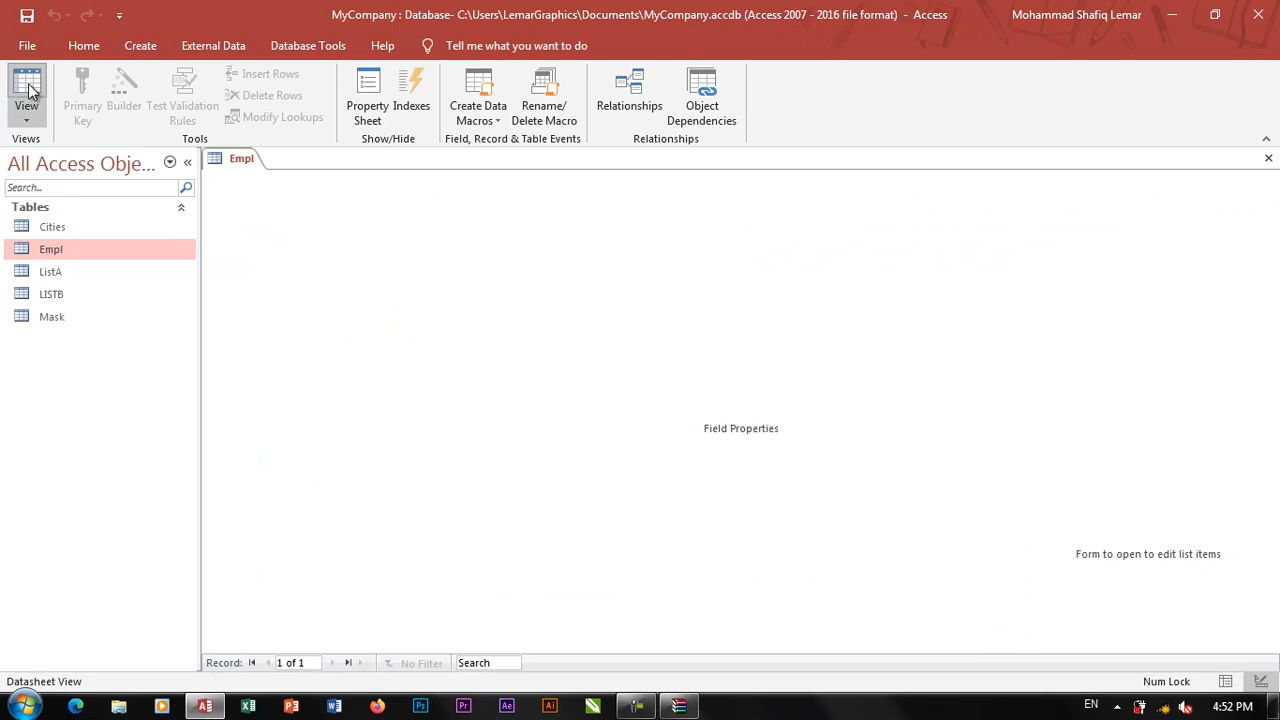 MyCompany : Database- C:\Users\LemarGraphics\Documents\MyCompany.accdb (Access 2007 - 2016 file format) - Access
Mohammad Shafiq Lemar
File Home Create External Data Database Tools Help Tell me what you want to do
View
Primary Key
Builder
Test Validation Rules
Insert Rows
Delete Rows
Modify Lookups
Property Sheet
Indexes
Create Data Macros
Rename/ Delete Macro
Relationships
Object Dependencies
Views Tools Show/Hide Field, Record & Table Events Relationships
All Access Obje...
Search...
Tables
Cities
Empl
ListA
LISTB
Mask
Empl
Field Properties
Form to open to edit list items
Record: 1 of 1 No Filter Search
Datasheet View
Num Lock
Ps Pr Ae Ai
EN
4:52 PM